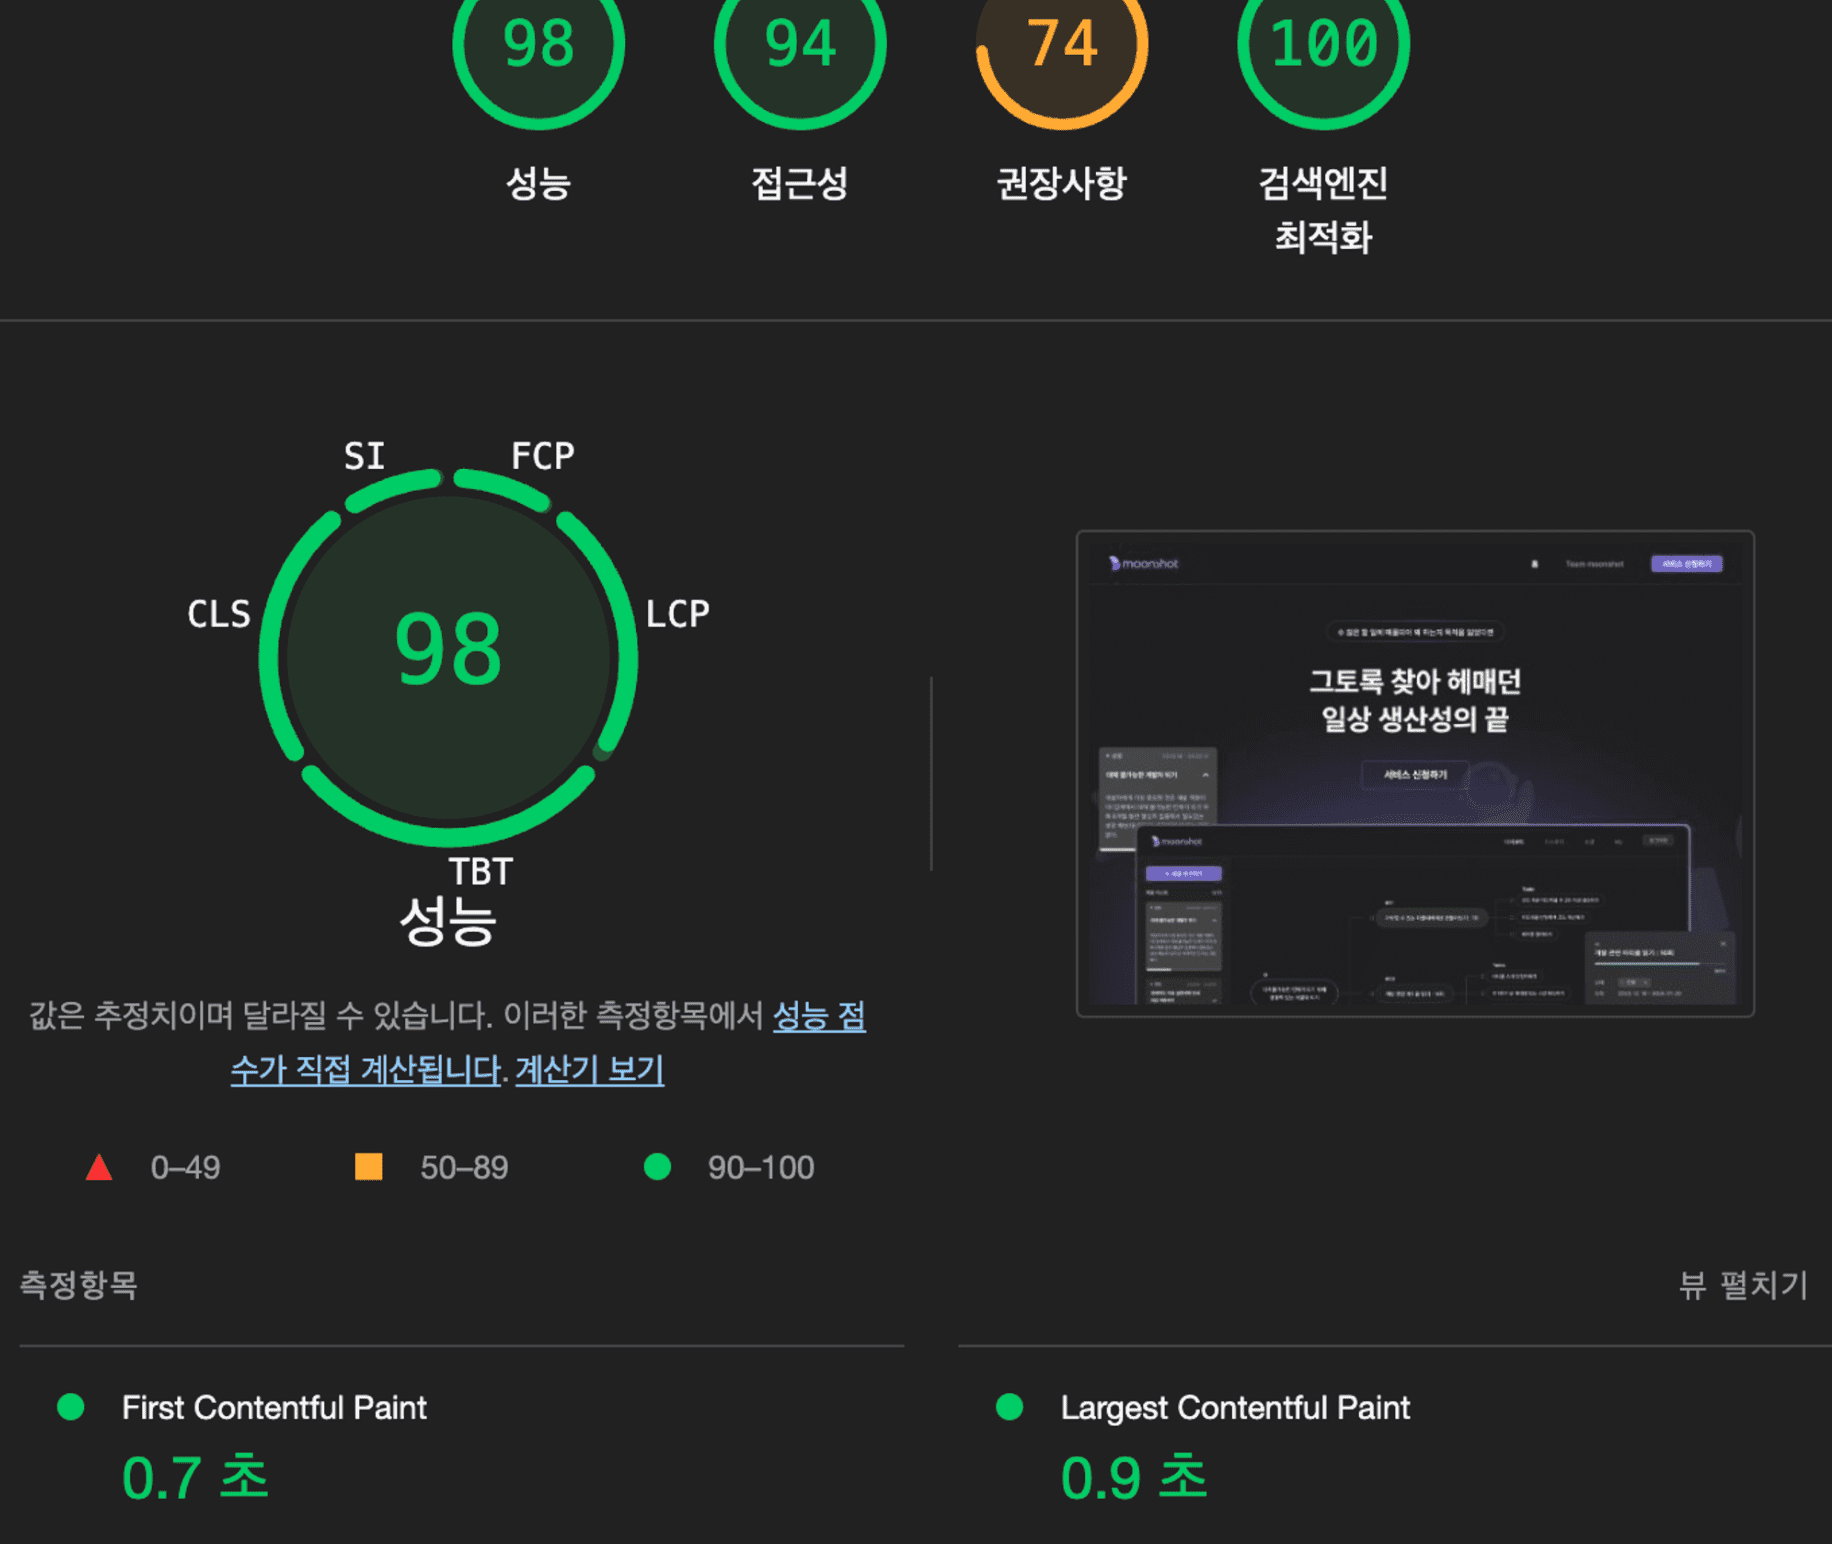 98
94
74
100
성능
접근성
권장사항
검색엔진
최적화
SI
FCP
CLS
LCP
98
TBT
성능
값은 추정치이며 달라질 수 있습니다. 이러한 측정항목에서 성능 점
수가 직접 계산됩니다. 계산기 보기
0–49
50–89
90–100
moonshot
Team moonshot
서비스 신청하기
그토록 찾아 헤매던
일상 생산성의 끝
서비스 신청하기
moonshot
측정항목
뷰 펼치기
First Contentful Paint
0.7 초
Largest Contentful Paint
0.9 초